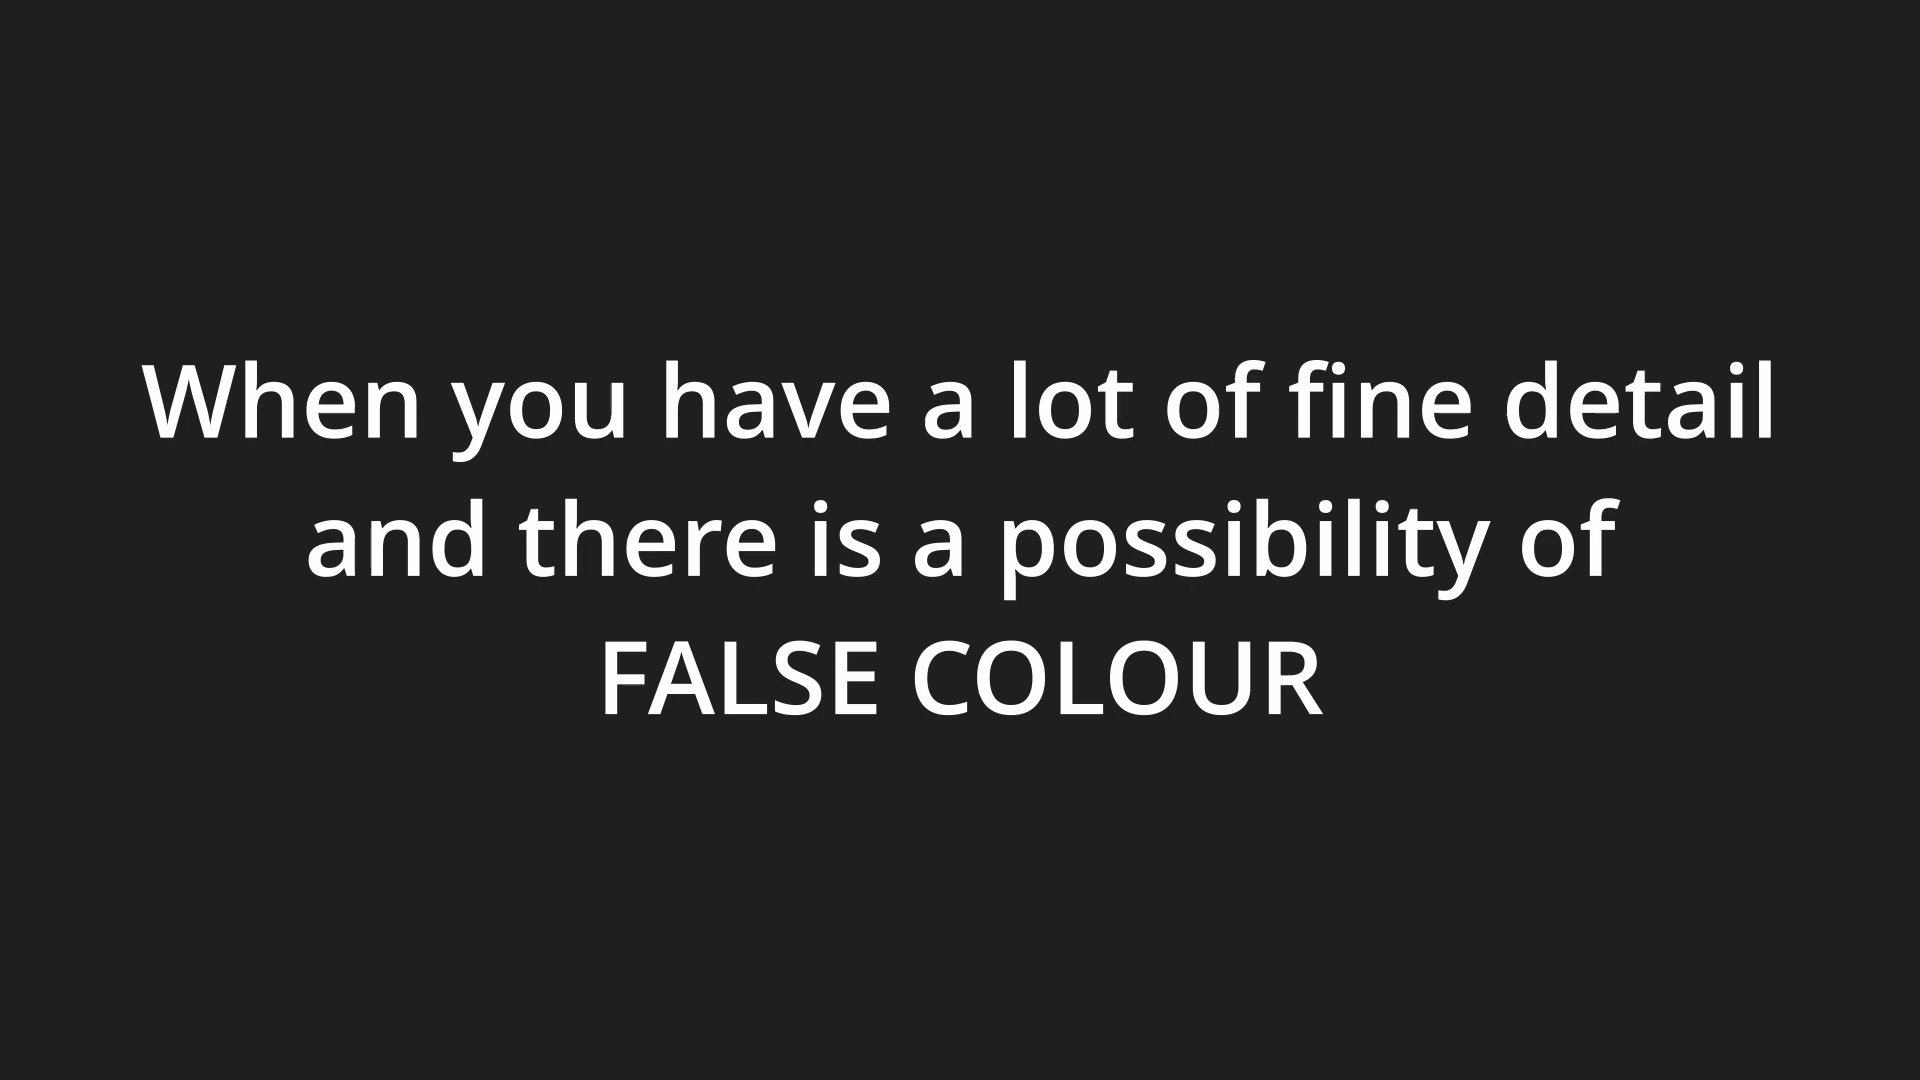 When you have a lot of fine detail
and there is a possibility of
FALSE COLOUR